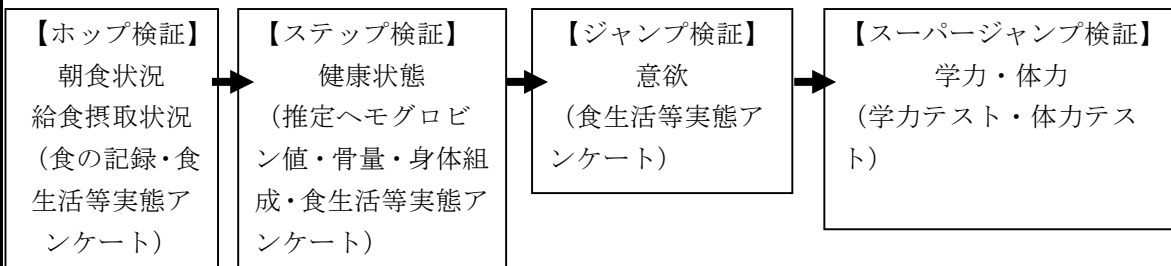 【ホップ検証】
朝食状況
給食摂取状況
（食の記録・食
生活等実態ア
ンケート）
【ステップ検証】
健康状態
（推定ヘモグロビ
ン値・骨量・身体組
成・食生活等実態ア
ンケート）
【ジャンプ検証】
意欲
（食生活等実態ア
ンケート）
【スーパージャンプ検証】
学力・体力
（学力テスト・体力テス
ト）